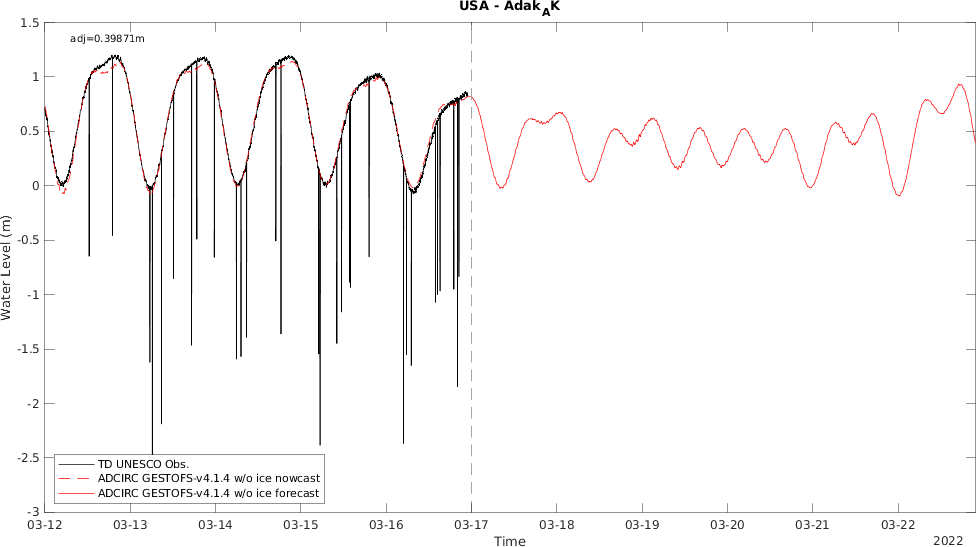 USA - Adak_AK
adj=0.39871m
1.5
1
0.5
0
-0.5
-1
-1.5
-2
-2.5
-3
Water Level (m)
TD UNESCO Obs.
ADCIRC GESTOFS-v4.1.4 w/o ice nowcast
ADCIRC GESTOFS-v4.1.4 w/o ice forecast
03-12 03-13 03-14 03-15 03-16 03-17 03-18 03-19 03-20 03-21 03-22
Time
2022